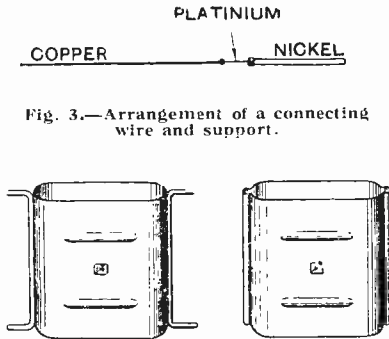 PLATINIUM
COPPER NICKEL
Fig. 3.—Arrangement of a connecting
wire and support.